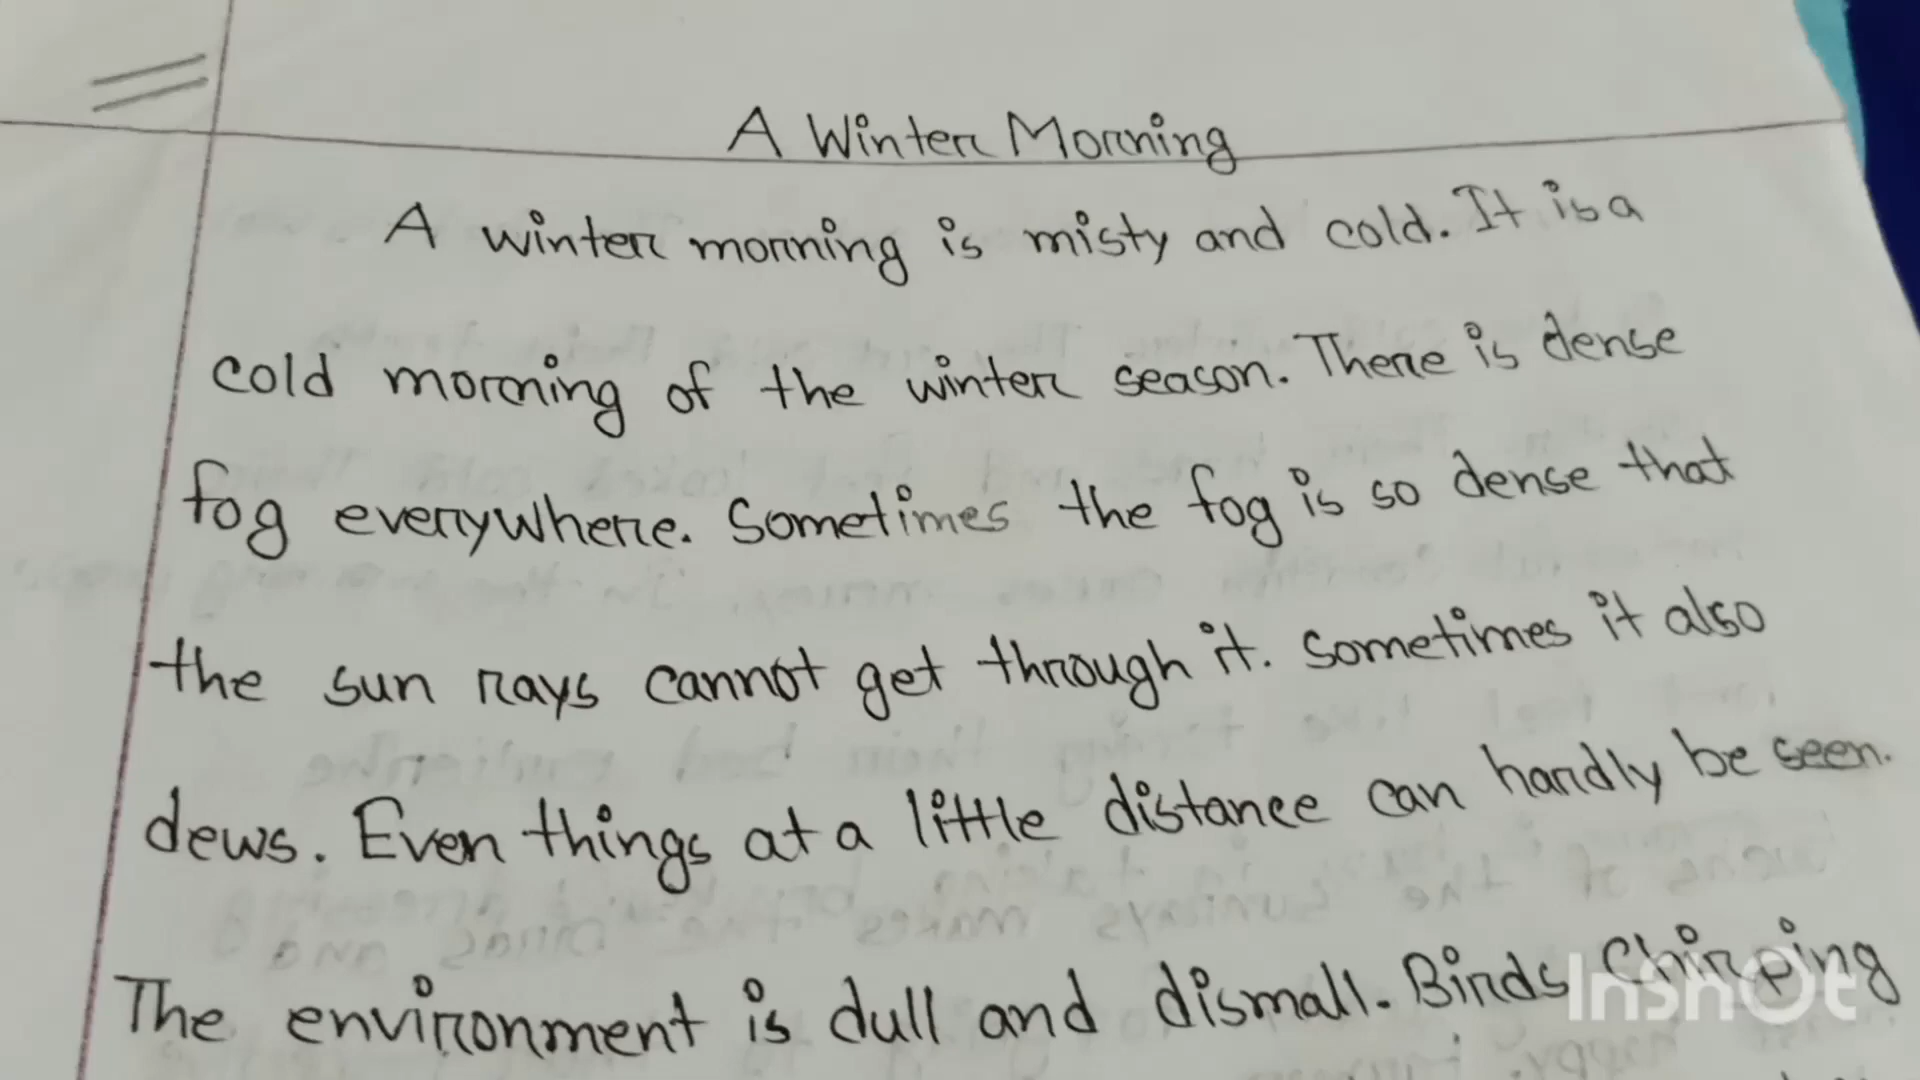 A Winter Morning
A winter morning is misty and cold. It is a
cold morning of the winter season. There is dense
fog everywhere. Sometimes the fog is so dense that
the sun rays cannot get through it. Sometimes it also
dews. Even things at a little distance can hardly be seen.
The environment is dull and dismall. Birds Chirping
InShOt